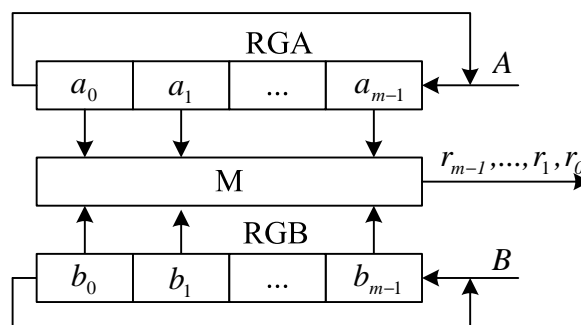 RGA
A
a₀ a₁ ... aₘ₋₁
M
rₘ₋₁,...,r₁,r₀
RGB
B
b₀ b₁ ... bₘ₋₁